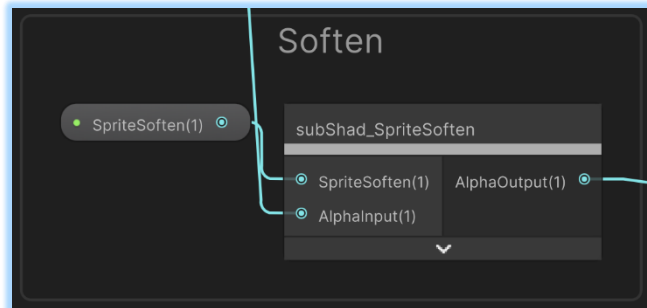 Soften
SpriteSoften(1)
subShad_SpriteSoften
SpriteSoften(1) AlphaOutput(1)
AlphaInput(1)